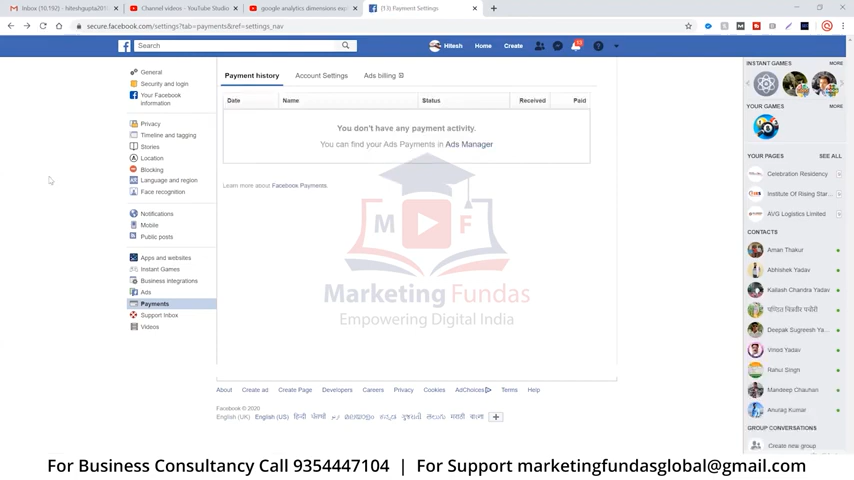 Inbox (10,192) - hiteshgupta2019
Channel videos - YouTube Studio
google analytics dimensions exp
(13) Payment Settings
secure.facebook.com/settings?tab=payments&ref=settings_nav
Search
Hitesh
Home
Create
General
Security and login
Your Facebook
information
Privacy
Timeline and tagging
Stories
Location
Blocking
Language and region
Face recognition
Notifications
Mobile
Public posts
Apps and websites
Instant Games
Business integrations
Ads
Payments
Support Inbox
Videos
Payment history
Account Settings
Ads billing
Date
Name
Status
Received
Paid
You don't have any payment activity.
You can find your Ads Payments in Ads Manager
Learn more about Facebook Payments.
M F
Marketing Fundas
Empowering Digital India
About
Create ad
Create Page
Developers
Careers
Privacy
Cookies
AdChoices
Terms
Help
Facebook © 2020
English (UK) English (US) हिन्दी ਪੰਜਾਬੀ اردو മലയാളം ગુજરાતી తెలుగు मराठी বাংলা
INSTANT GAMES
MORE
YOUR GAMES
MORE
YOUR PAGES
SEE ALL
Celebration Residency
Institute Of Rising Star...
AVG Logistics Limited
CONTACTS
Aman Thakur
Abhishek Yadav
Kailash Chandra Yadav
Deepak Sugreesh Ya...
Vinod Yadav
Rahul Singh
Mandeep Chauhan
Anurag Kumar
GROUP CONVERSATIONS
Create new group
For Business Consultancy Call 9354447104 | For Support marketingfundasglobal@gmail.com